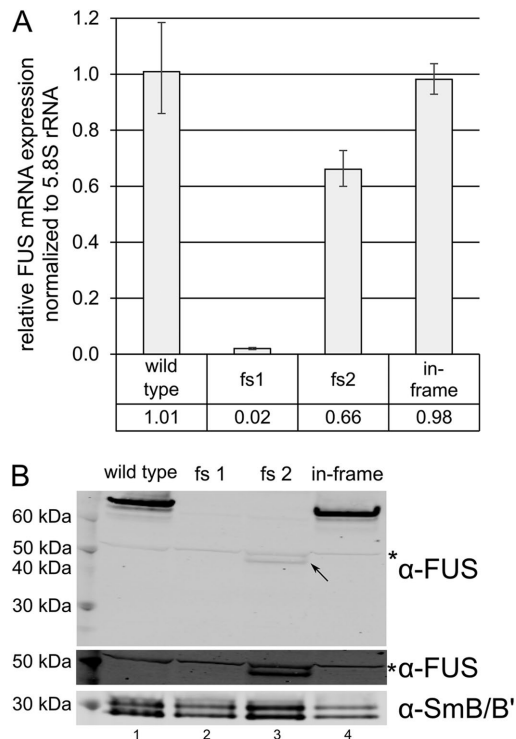 A
relative FUS mRNA expression
normalized to 5.8S rRNA
1.2
1.0
0.8
0.6
0.4
0.2
0.0
wild
type
fs1
fs2
in-
frame
1.01
0.02
0.66
0.98
B
wild type fs 1 fs 2 in-frame
60 kDa
50 kDa
40 kDa
30 kDa
*
α-FUS
50 kDa
*α-FUS
30 kDa
α-SmB/B'
1 2 3 4